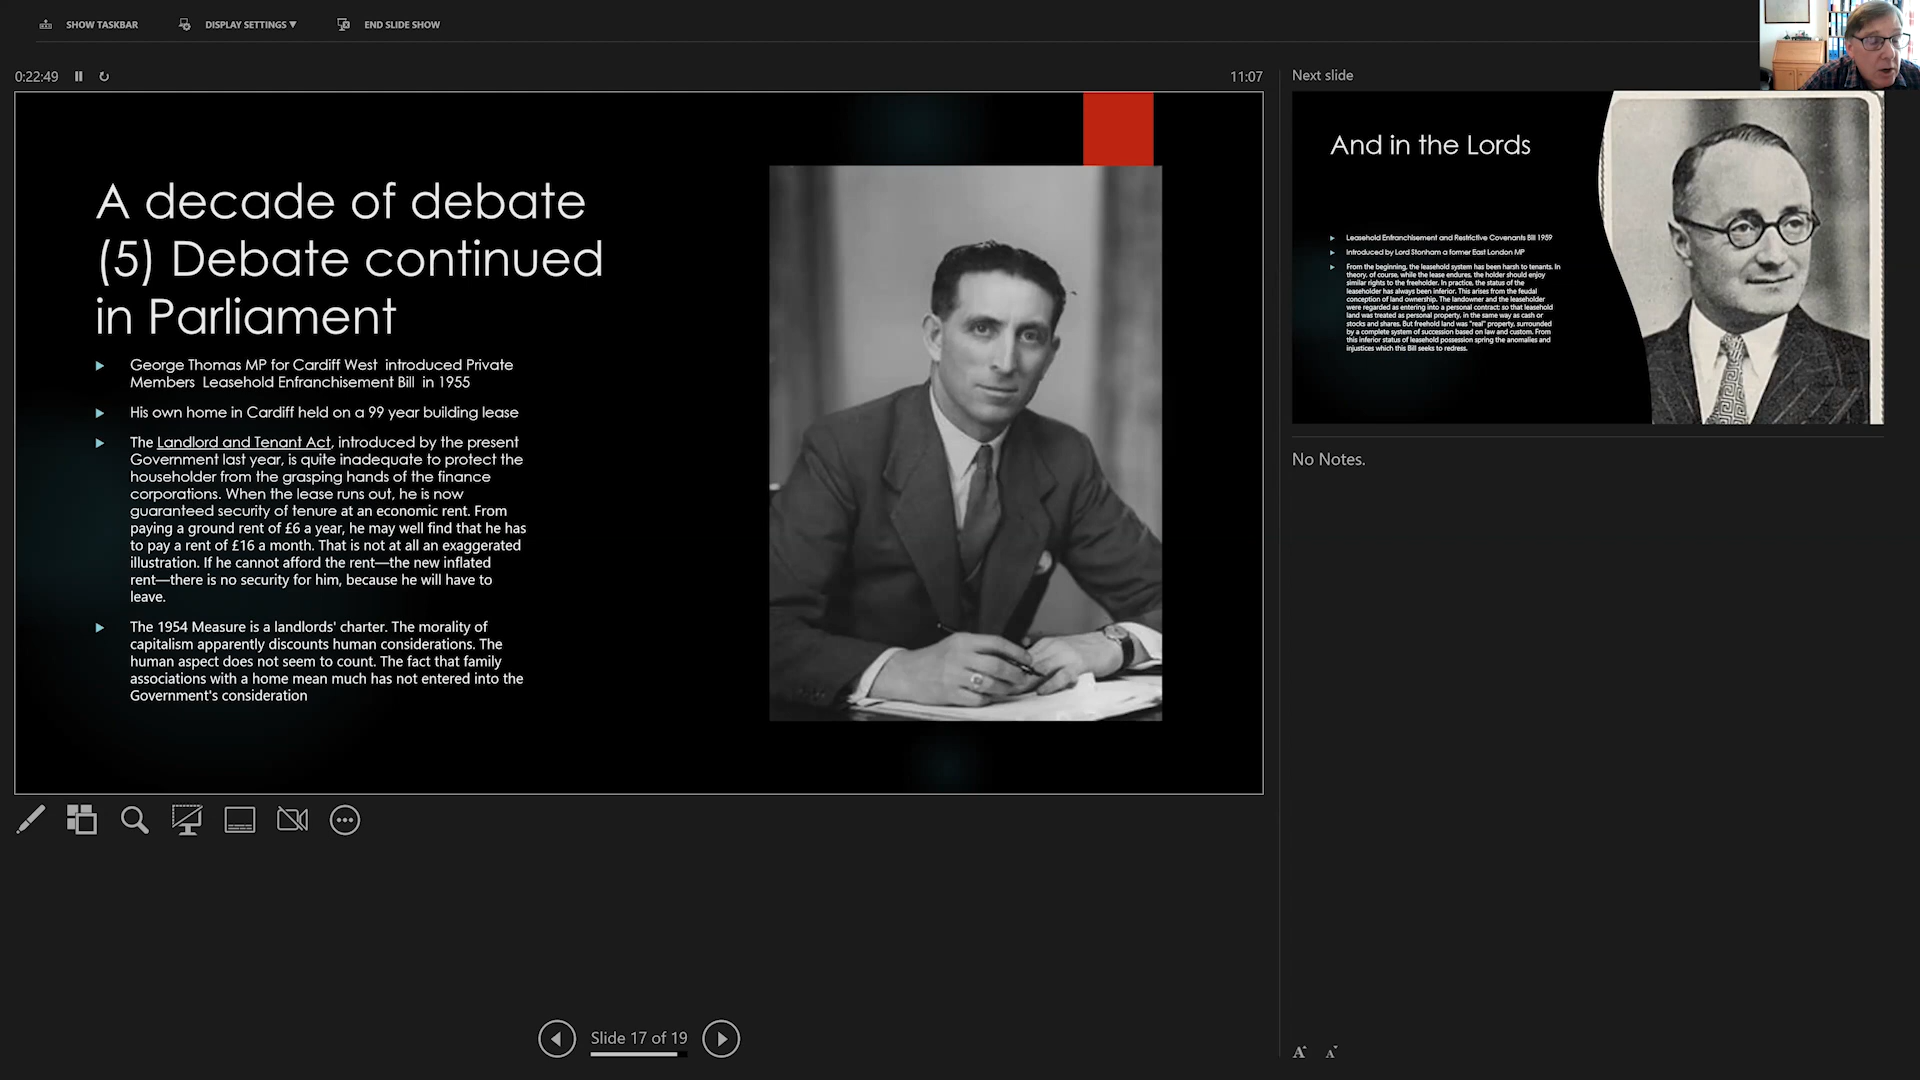 SHOW TASKBAR
DISPLAY SETTINGS ▼
END SLIDE SHOW
0:22:49
11:07
A decade of debate
(5) Debate continued
in Parliament
George Thomas MP for Cardiff West introduced Private
Members Leasehold Enfranchisement Bill in 1955
His own home in Cardiff held on a 99 year building lease
The Landlord and Tenant Act, introduced by the present
Government last year, is quite inadequate to protect the
householder from the grasping hands of the finance
corporations. When the lease runs out, he is now
guaranteed security of tenure at an economic rent. From
paying a ground rent of £6 a year, he may well find that he has
to pay a rent of £16 a month. That is not at all an exaggerated
illustration. If he cannot afford the rent—the new inflated
rent—there is no security for him, because he will have to
leave.
The 1954 Measure is a landlords' charter. The morality of
capitalism apparently discounts human considerations. The
human aspect does not seem to count. The fact that family
associations with a home mean much has not entered into the
Government's consideration
Slide 17 of 19
Next slide
And in the Lords
Leasehold Enfranchisement and Restrictive Covenants Bill 1959
Introduced by Lord Stonham a former East London MP
From the beginning, the leasehold system has been harsh to tenants. In
theory, of course, while the lease endures, the holder should enjoy
similar rights to the freeholder. In practice, the status of the
leaseholder has always been inferior. This arises from the feudal
conception of land ownership. The landowner and the leaseholder
were regarded as entering into a personal contract; so that leasehold
land was treated as personal property, in the same way as cash or
stocks and shares. But freehold land was "real" property, surrounded
by a complete system of succession based on law and custom. From
this inferior status of leasehold possession spring the anomalies and
injustices which this Bill seeks to redress.
No Notes.
A A